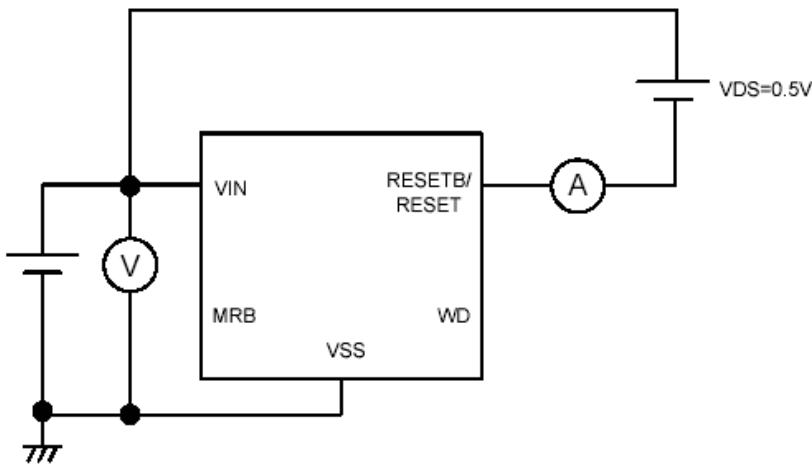 VDS=0.5V
VIN
RESETB/
RESET
A
V
MRB
WD
VSS